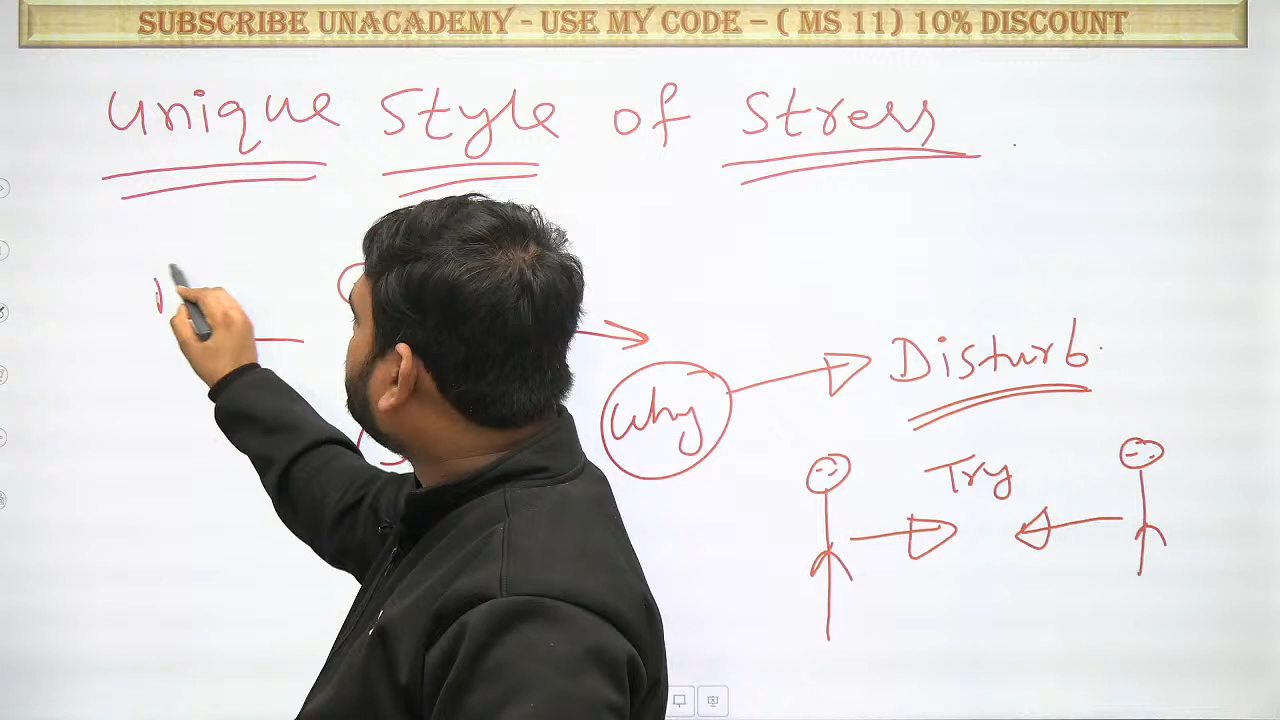 SUBSCRIBE UNACADEMY - USE MY CODE – ( MS 11) 10% DISCOUNT
Unique Style of Stress
Why
Disturb
Try